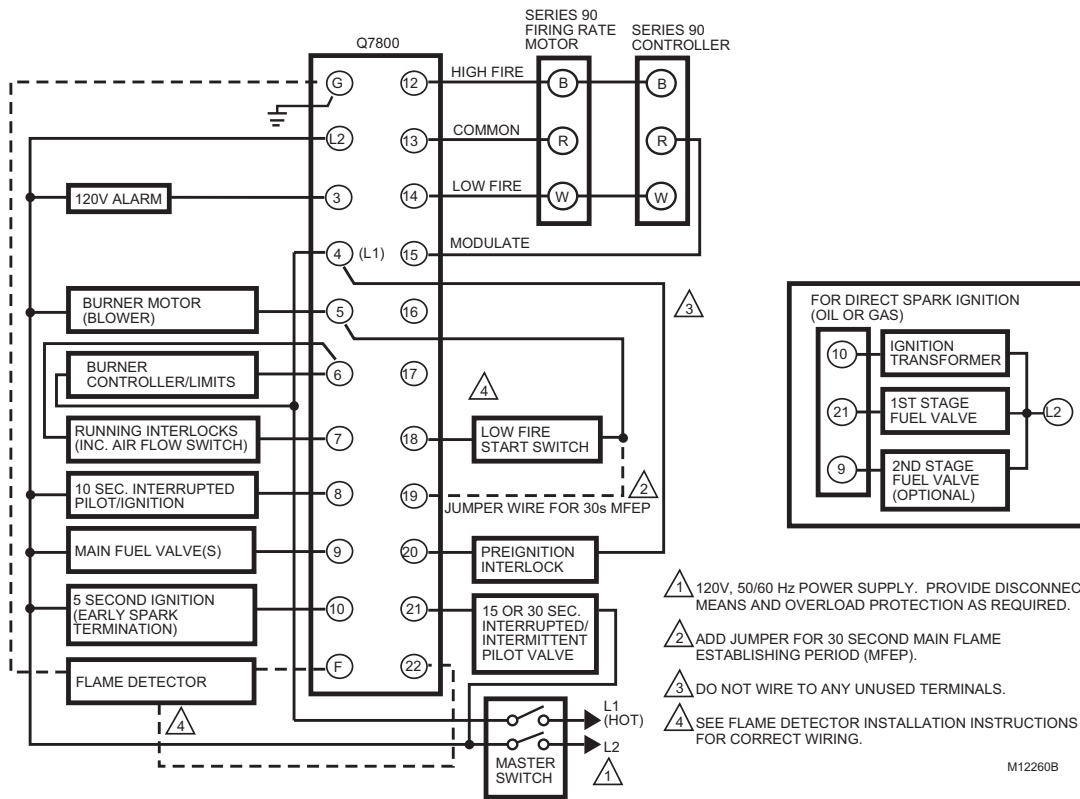 SERIES 90
FIRING RATE
MOTOR
SERIES 90
CONTROLLER
Q7800
G
12
HIGH FIRE
B
B
L2
13
COMMON
R
R
120V ALARM
3
14
LOW FIRE
W
W
4
(L1)
15
MODULATE
3
BURNER MOTOR
(BLOWER)
5
16
BURNER
CONTROLLER/LIMITS
6
17
4
RUNNING INTERLOCKS
(INC. AIR FLOW SWITCH)
7
18
LOW FIRE
START SWITCH
10 SEC. INTERRUPTED
PILOT/IGNITION
8
19
2
JUMPER WIRE FOR 30s MFEP
MAIN FUEL VALVE(S)
9
20
PREIGNITION
INTERLOCK
5 SECOND IGNITION
(EARLY SPARK
TERMINATION)
10
21
15 OR 30 SEC.
INTERRUPTED/
INTERMITTENT
PILOT VALVE
FLAME DETECTOR
F
22
4
L1
(HOT)
L2
MASTER
SWITCH
1
FOR DIRECT SPARK IGNITION
(OIL OR GAS)
10
IGNITION
TRANSFORMER
21
1ST STAGE
FUEL VALVE
L2
9
2ND STAGE
FUEL VALVE
(OPTIONAL)
1 120V, 50/60 Hz POWER SUPPLY. PROVIDE DISCONNEC
MEANS AND OVERLOAD PROTECTION AS REQUIRED.
2 ADD JUMPER FOR 30 SECOND MAIN FLAME
ESTABLISHING PERIOD (MFEP).
3 DO NOT WIRE TO ANY UNUSED TERMINALS.
4 SEE FLAME DETECTOR INSTALLATION INSTRUCTIONS
FOR CORRECT WIRING.
M12260B